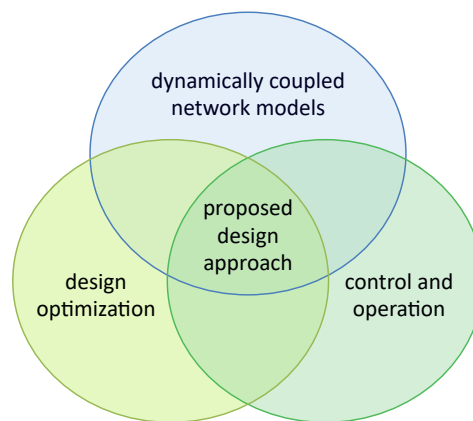 dynamically coupled
network models
proposed
design
approach
design
optimization
control and
operation